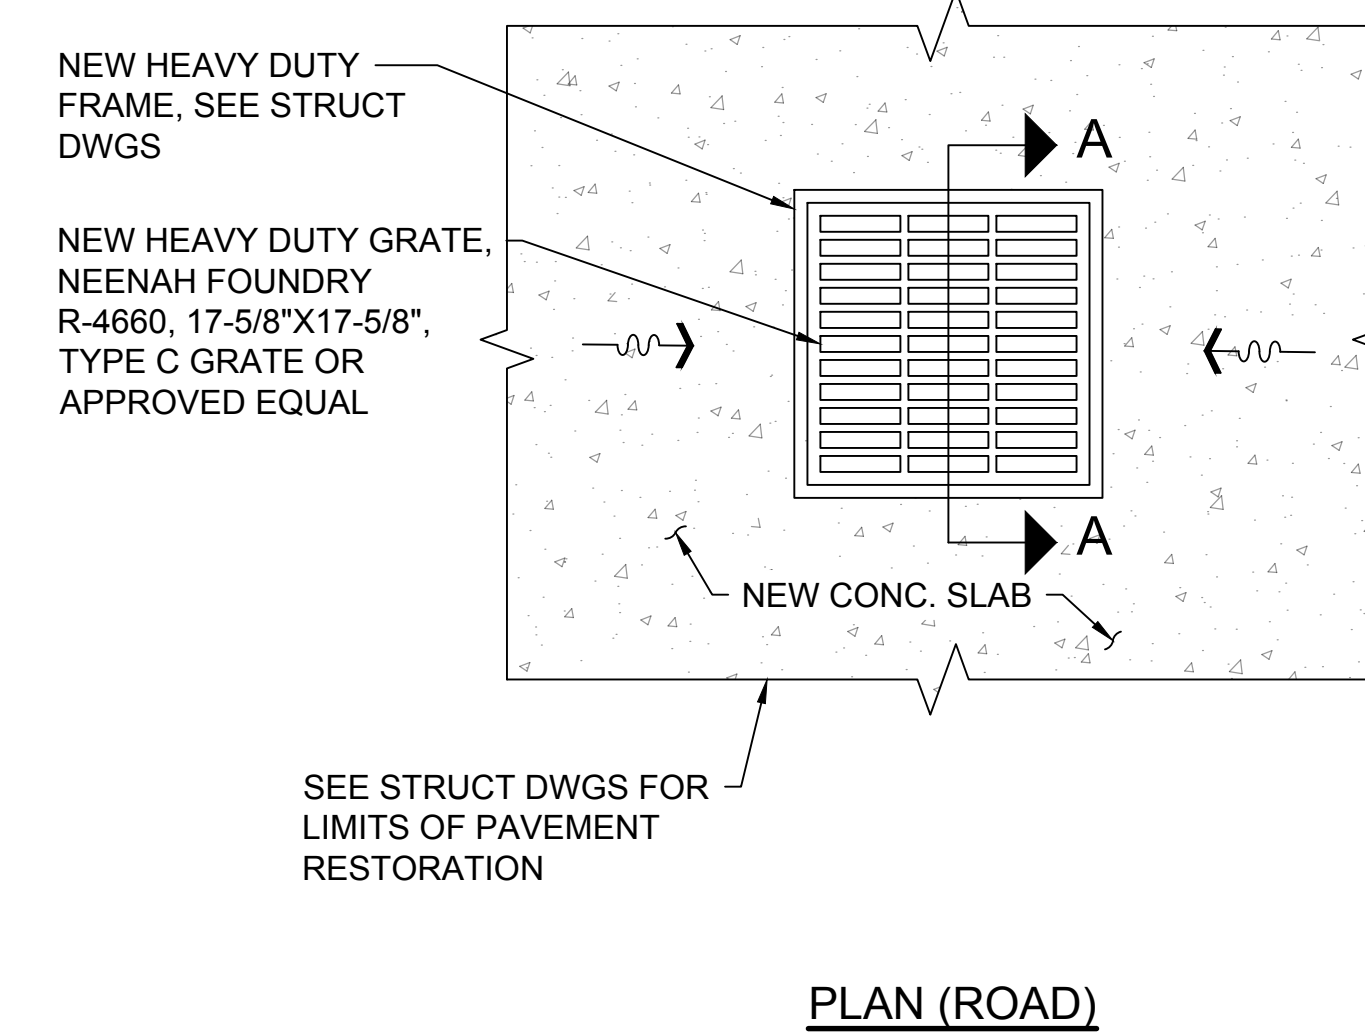 NEW HEAVY DUTY
FRAME, SEE STRUCT
DWGS
A
NEW HEAVY DUTY GRATE,
NEENAH FOUNDRY
R-4660, 17-5/8"X17-5/8",
TYPE C GRATE OR
APPROVED EQUAL
A
NEW CONC. SLAB
SEE STRUCT DWGS FOR
LIMITS OF PAVEMENT
RESTORATION
PLAN (ROAD)